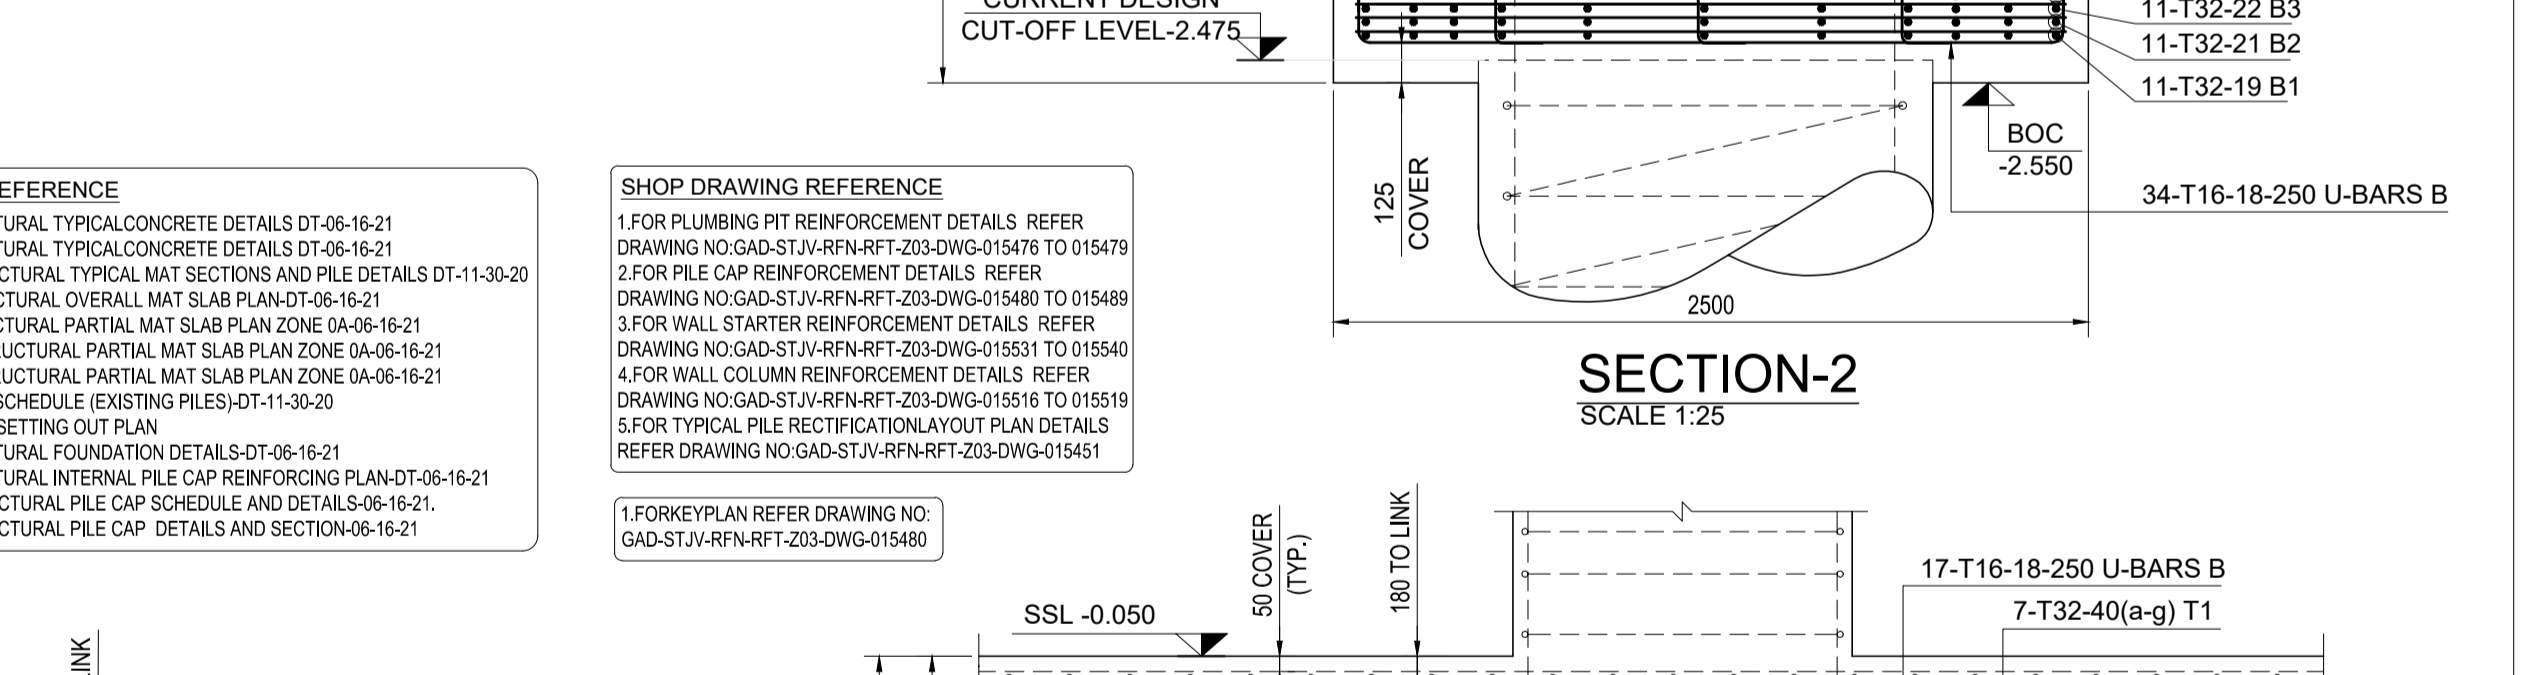 CURRENT DESIGN
CUT-OFF LEVEL-2.475
11-T32-22 B3
11-T32-21 B2
11-T32-19 B1
BOC
-2.550
34-T16-18-250 U-BARS B
125
COVER
2500
SECTION-2
SCALE 1:25
EFERENCE
TURAL TYPICALCONCRETE DETAILS DT-06-16-21
TURAL TYPICALCONCRETE DETAILS DT-06-16-21
CTURAL TYPICAL MAT SECTIONS AND PILE DETAILS DT-11-30-20
CTURAL OVERALL MAT SLAB PLAN-DT-06-16-21
CTURAL PARTIAL MAT SLAB PLAN ZONE 0A-06-16-21
RUCTURAL PARTIAL MAT SLAB PLAN ZONE 0A-06-16-21
RUCTURAL PARTIAL MAT SLAB PLAN ZONE 0A-06-16-21
SCHEDULE (EXISTING PILES)-DT-11-30-20
SETTING OUT PLAN
TURAL FOUNDATION DETAILS-DT-06-16-21
TURAL INTERNAL PILE CAP REINFORCING PLAN-DT-06-16-21
CTURAL PILE CAP SCHEDULE AND DETAILS-06-16-21.
CTURAL PILE CAP DETAILS AND SECTION-06-16-21
SHOP DRAWING REFERENCE
1.FOR PLUMBING PIT REINFORCEMENT DETAILS REFER
DRAWING NO:GAD-STJV-RFN-RFT-Z03-DWG-015476 TO 015479
2.FOR PILE CAP REINFORCEMENT DETAILS REFER
DRAWING NO:GAD-STJV-RFN-RFT-Z03-DWG-015480 TO 015489
3.FOR WALL STARTER REINFORCEMENT DETAILS REFER
DRAWING NO:GAD-STJV-RFN-RFT-Z03-DWG-015531 TO 015540
4.FOR WALL COLUMN REINFORCEMENT DETAILS REFER
DRAWING NO:GAD-STJV-RFN-RFT-Z03-DWG-015516 TO 015519
5.FOR TYPICAL PILE RECTIFICATIONLAYOUT PLAN DETAILS
REFER DRAWING NO:GAD-STJV-RFN-RFT-Z03-DWG-015451
1.FORKEYPLAN REFER DRAWING NO:
GAD-STJV-RFN-RFT-Z03-DWG-015480
50 COVER
(TYP.)
180 TO LINK
17-T16-18-250 U-BARS B
7-T32-40(a-g) T1
SSL -0.050
INK